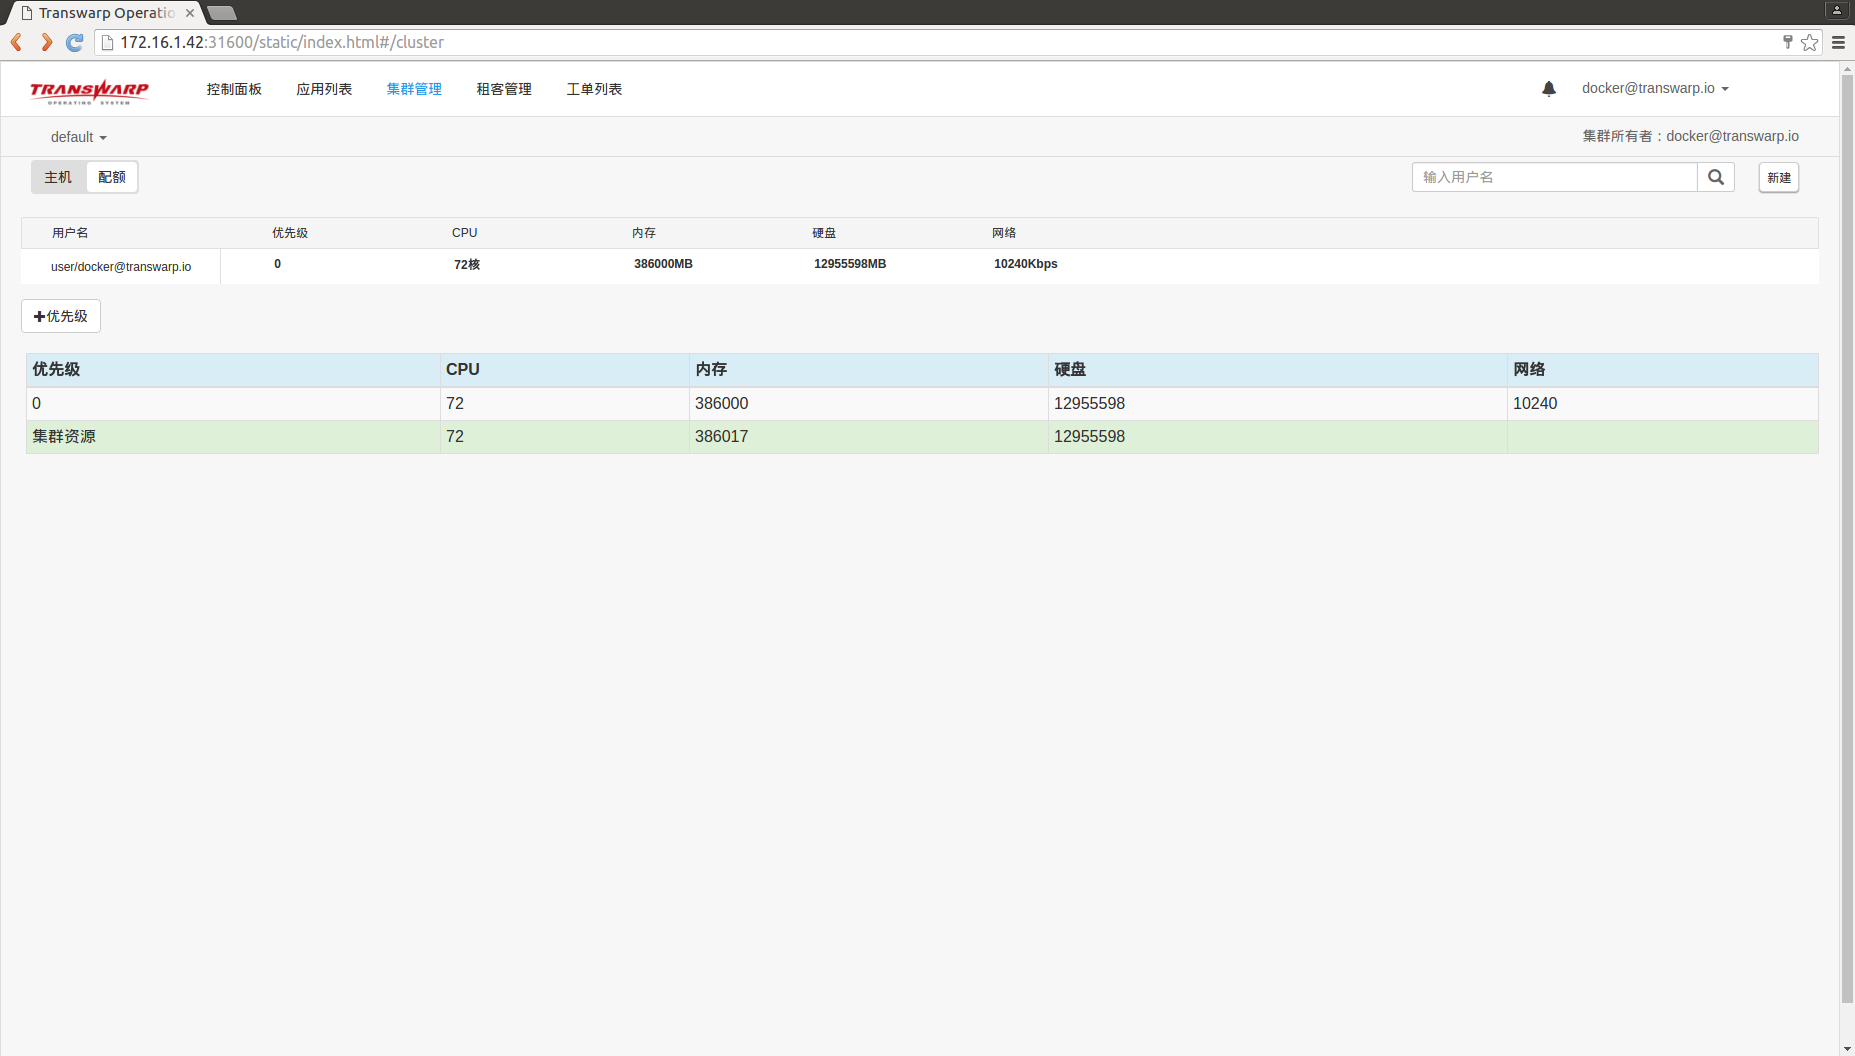 Transwarp Operatio
172.16.1.42:31600/static/index.html#/cluster
TRANSWARP
OPERATING SYSTEM
控制面板 应用列表 集群管理 租客管理 工单列表 docker@transwarp.io
default 集群所有者：docker@transwarp.io
主机 配额 输入用户名 新建
用户名 优先级 CPU 内存 硬盘 网络
user/docker@transwarp.io 0 72核 386000MB 12955598MB 10240Kbps
优先级
优先级 CPU 内存 硬盘 网络
0 72 386000 12955598 10240
集群资源 72 386017 12955598